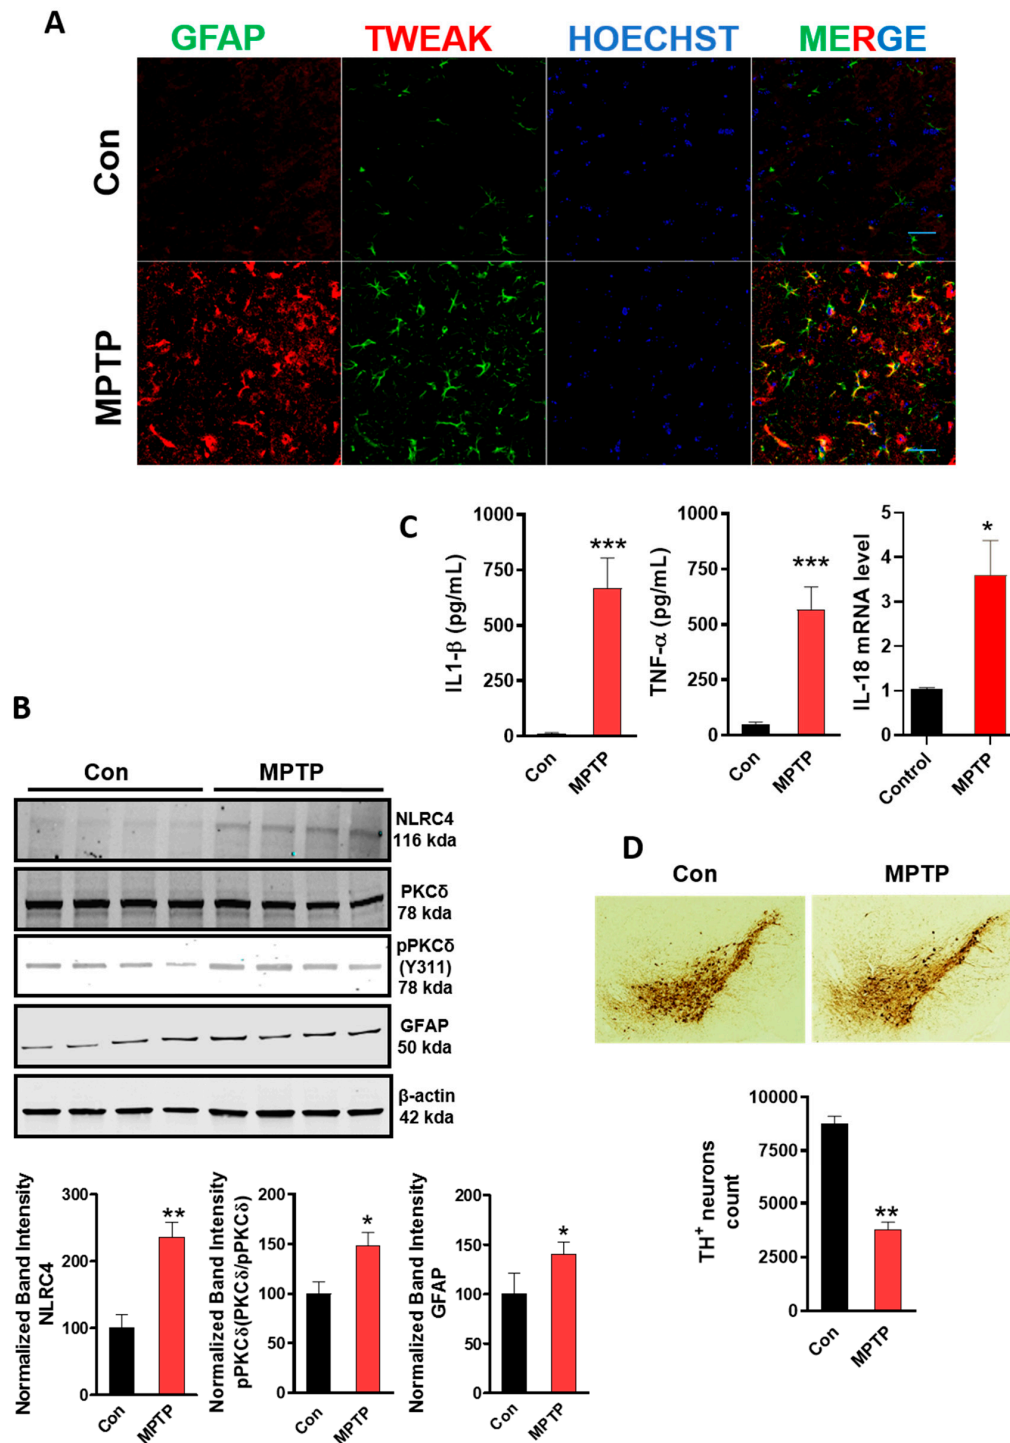 A
GFAP TWEAK HOECHST MERGE
Con
MPTP
C
IL1-β (pg/mL)
1000
750
500
250
0
***
Con
MPTP
TNF-α (pg/mL)
1000
750
500
250
0
***
Con
MPTP
IL-18 mRNA level
5
4
3
2
1
0
*
Control
MPTP
B
Con MPTP
NLRC4
116 kda
PKCδ
78 kda
pPKCδ
(Y311)
78 kda
GFAP
50 kda
β-actin
42 kda
Normalized Band Intensity
NLRC4
300
200
100
0
**
Con
MPTP
Normalized Band Intensity
pPKCδ(PKCδ/pPKCδ)
200
150
100
50
0
*
Con
MPTP
Normalized Band Intensity
GFAP
200
150
100
50
0
*
Con
MPTP
D
Con MPTP
TH+ neurons
count
10000
7500
5000
2500
0
**
Con
MPTP